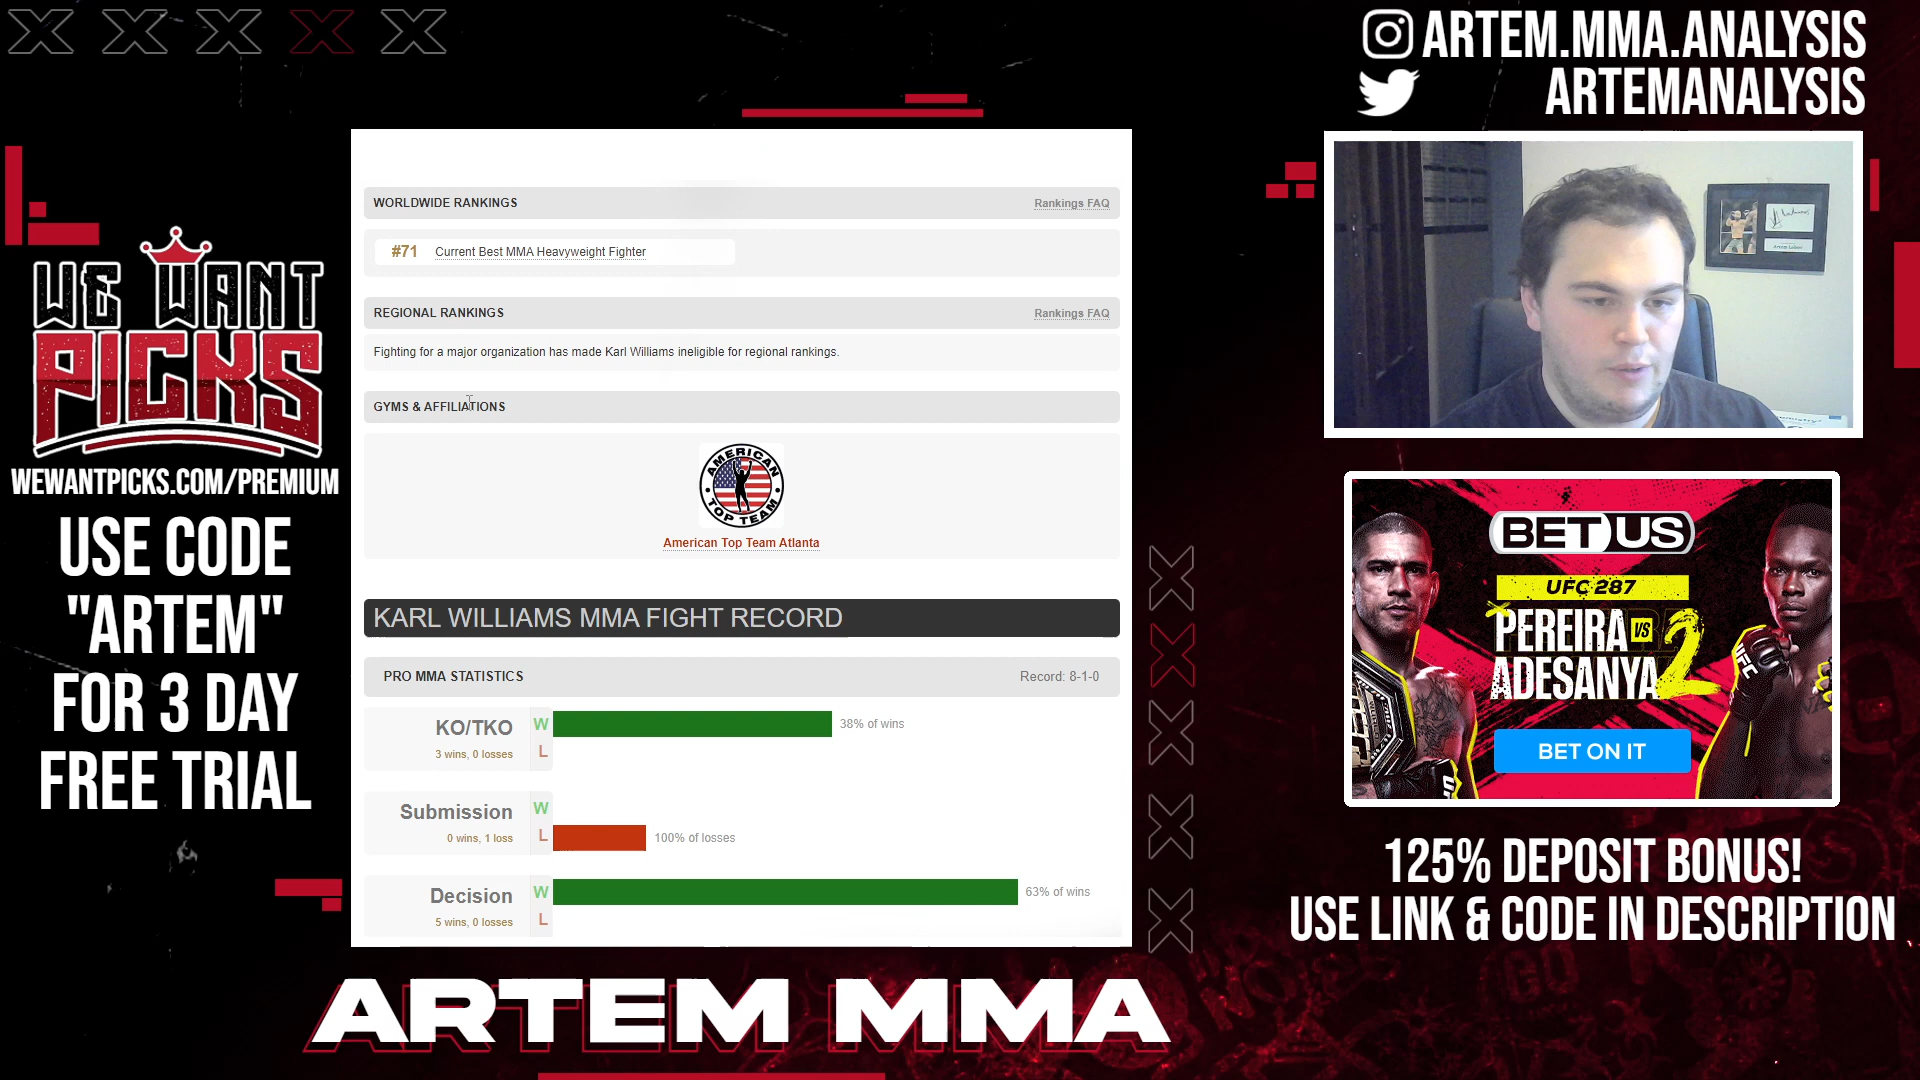 ARTEM.MMA.ANALYSIS
ARTEMANALYSIS
WE WANT
PICKS
WEWANTPICKS.COM/PREMIUM
USE CODE
"ARTEM"
FOR 3 DAY
FREE TRIAL
WORLDWIDE RANKINGS
Rankings FAQ
#71 Current Best MMA Heavyweight Fighter
REGIONAL RANKINGS
Rankings FAQ
Fighting for a major organization has made Karl Williams ineligible for regional rankings.
GYMS & AFFILIATIONS
AMERICAN
TOP TEAM
American Top Team Atlanta
KARL WILLIAMS MMA FIGHT RECORD
PRO MMA STATISTICS
Record: 8-1-0
KO/TKO
W
38% of wins
3 wins, 0 losses
L
Submission
W
0 wins, 1 loss
L
100% of losses
Decision
W
63% of wins
5 wins, 0 losses
L
BET US
UFC 287
PEREIRA VS
ADESANYA 2
BET ON IT
125% DEPOSIT BONUS!
USE LINK & CODE IN DESCRIPTION
ARTEM MMA